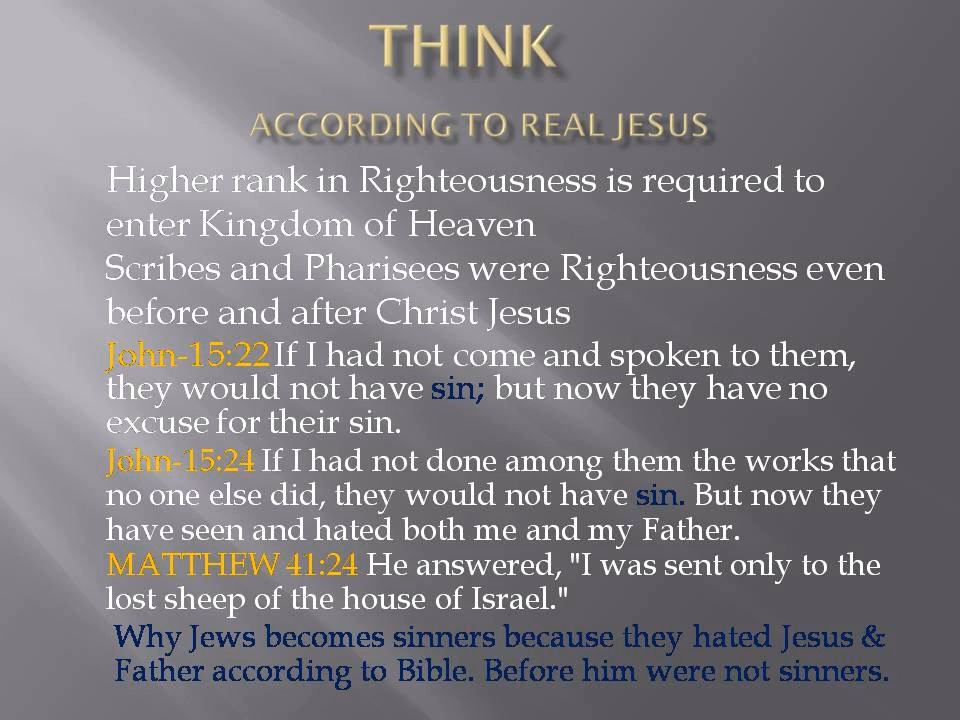 THINK
ACCORDING TO REAL JESUS
Higher rank in Righteousness is required to
enter Kingdom of Heaven
Scribes and Pharisees were Righteousness even
before and after Christ Jesus
John-15:22 If I had not come and spoken to them,
they would not have sin; but now they have no
excuse for their sin.
John-15:24 If I had not done among them the works that
no one else did, they would not have sin. But now they
have seen and hated both me and my Father.
MATTHEW 41:24 He answered, "I was sent only to the
lost sheep of the house of Israel."
Why Jews becomes sinners because they hated Jesus &
Father according to Bible. Before him were not sinners.